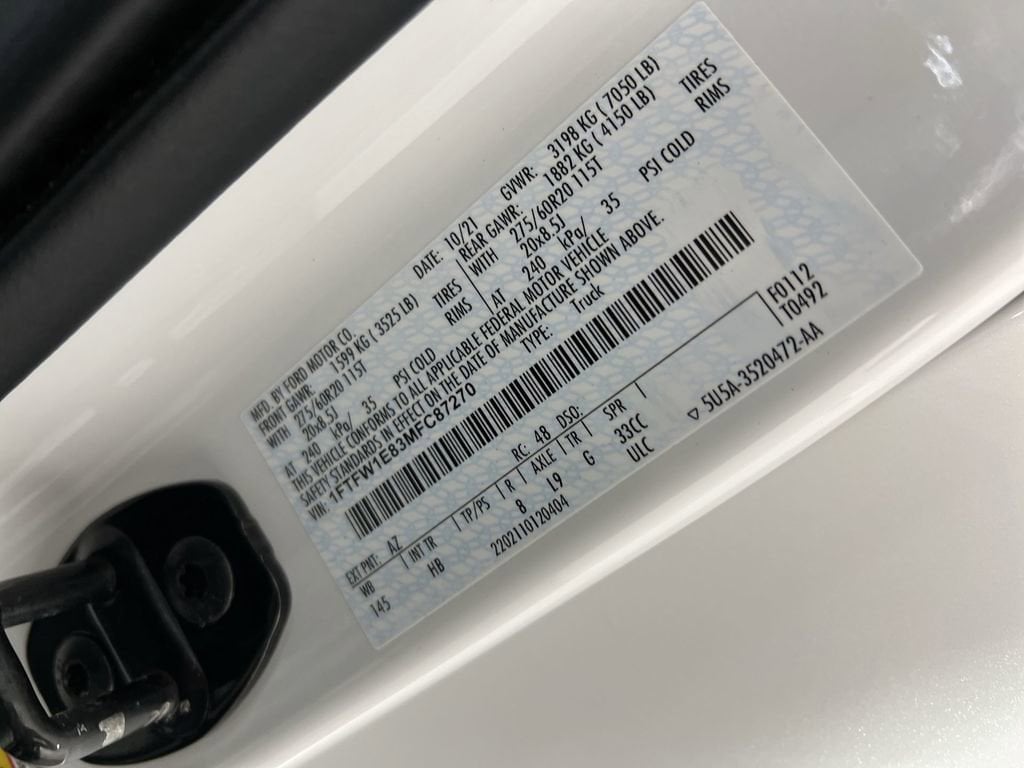 MFD. BY FORD MOTOR CO.
DATE: 10/21 GVWR: 3198 KG ( 7050 LB)
FRONT GAWR: 1599 KG ( 3525 LB) REAR GAWR: 1882 KG ( 4150 LB)
WITH 275/60R20 115T TIRES WITH 275/60R20 115T TIRES
20x8.5J RIMS 20x8.5J RIMS
AT 240 kPa/ 35 PSI COLD AT 240 kPa/ 35 PSI COLD
THIS VEHICLE CONFORMS TO ALL APPLICABLE FEDERAL MOTOR VEHICLE
SAFETY STANDARDS IN EFFECT ON THE DATE OF MANUFACTURE SHOWN ABOVE.
VIN: 1FTFW1E83MFC87270 TYPE: Truck
EXT PNT: AZ RC: 48 DSO: F0112
WB INT TR TP/PS R AXLE TR SPR T0492
145 HB 8 L9 G 33CC
2202110120404 ULC ▽ 5U5A-3520472-AA
14